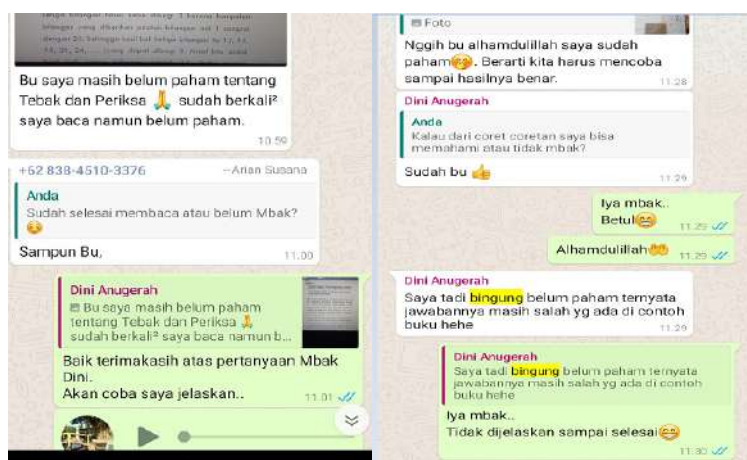 Bu saya masih belum paham tentang
Tebak dan Periksa 🙏 sudah berkali²
saya baca namun belum paham.
10.59
+62 838-4510-3376 ~Arian Susana
Anda
Sudah selesai membaca atau belum Mbak?
😊
Sampun Bu,
11.00
Dini Anugerah
Bu saya masih belum paham
tentang Tebak dan Periksa 🙏
sudah berkali² saya baca namun b...
Baik terimakasih atas pertanyaan Mbak
Dini.
Akan coba saya jelaskan..
11.01
Foto
Nggih bu alhamdulillah saya sudah
paham🤭. Berarti kita harus mencoba
sampai hasilnya benar.
11.28
Dini Anugerah
Anda
Kalau dari coret coretan saya bisa
memahami atau tidak mbak?
Sudah bu 👍
11.29
Iya mbak..
Betul😁
11.29
Alhamdulillah🤲
11.29
Dini Anugerah
Saya tadi bingung belum paham ternyata
jawabannya masih salah yg ada di contoh
buku hehe
11.29
Dini Anugerah
Saya tadi bingung belum paham ternyata
jawabannya masih salah yg ada di contoh
buku hehe
Iya mbak..
Tidak dijelaskan sampai selesai😁
11.30